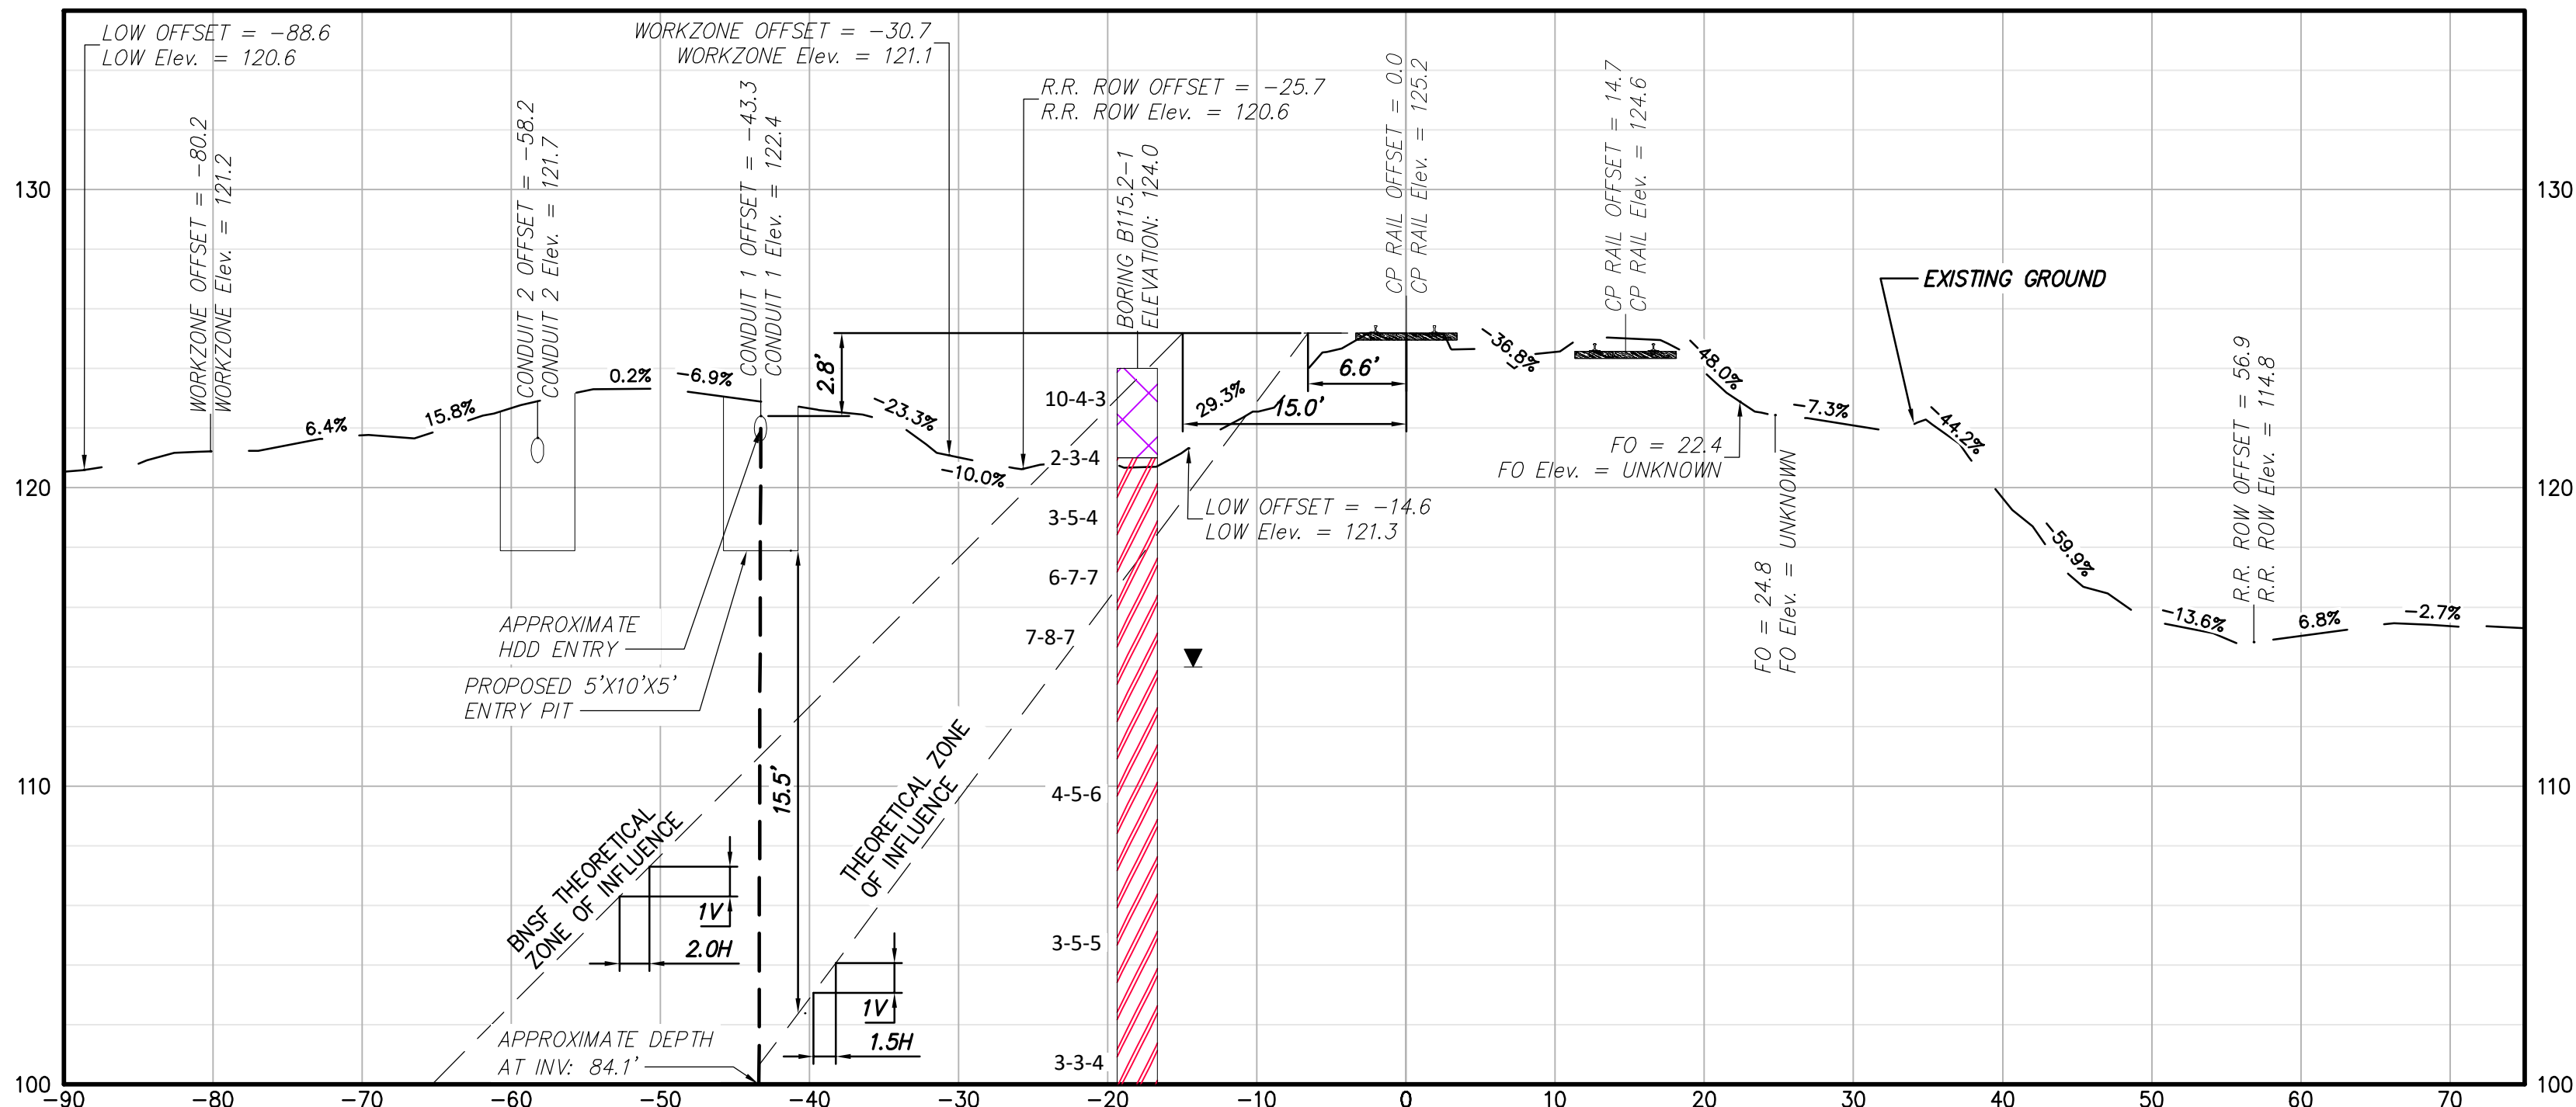 LOW OFFSET = -88.6
LOW Elev. = 120.6
WORKZONE OFFSET = -30.7
WORKZONE Elev. = 121.1
R.R. ROW OFFSET = -25.7
R.R. ROW Elev. = 120.6
WORKZONE OFFSET = -80.2
WORKZONE Elev. = 121.2
CONDUIT 2 OFFSET = -58.2
CONDUIT 2 Elev. = 121.7
CONDUIT 1 OFFSET = -43.3
CONDUIT 1 Elev. = 122.4
BORING B115.2-1
ELEVATION: 124.0
CP RAIL OFFSET = 0.0
CP RAIL Elev. = 125.2
CP RAIL OFFSET = 14.7
CP RAIL Elev. = 124.6
EXISTING GROUND
R.R. ROW OFFSET = 56.9
R.R. ROW Elev. = 114.8
130
130
120
120
110
110
100
100
6.4%
15.8%
0.2%
-6.9%
2.8'
-23.3%
-10.0%
29.3%
6.6'
15.0'
-36.8%
-48.0%
-7.3%
-44.2%
-59.9%
-13.6%
6.8%
-2.7%
FO = 22.4
FO Elev. = UNKNOWN
FO = 24.8
FO Elev. = UNKNOWN
LOW OFFSET = -14.6
LOW Elev. = 121.3
10-4-3
2-3-4
3-5-4
6-7-7
7-8-7
4-5-6
3-5-5
3-3-4
APPROXIMATE
HDD ENTRY
PROPOSED 5'X10'X5'
ENTRY PIT
15.5'
BNSF THEORETICAL
ZONE OF INFLUENCE
1V
2.0H
THEORETICAL ZONE
OF INFLUENCE
1V
1.5H
APPROXIMATE DEPTH
AT INV: 84.1'
-90
-80
-70
-60
-50
-40
-30
-20
-10
0
10
20
30
40
50
60
70